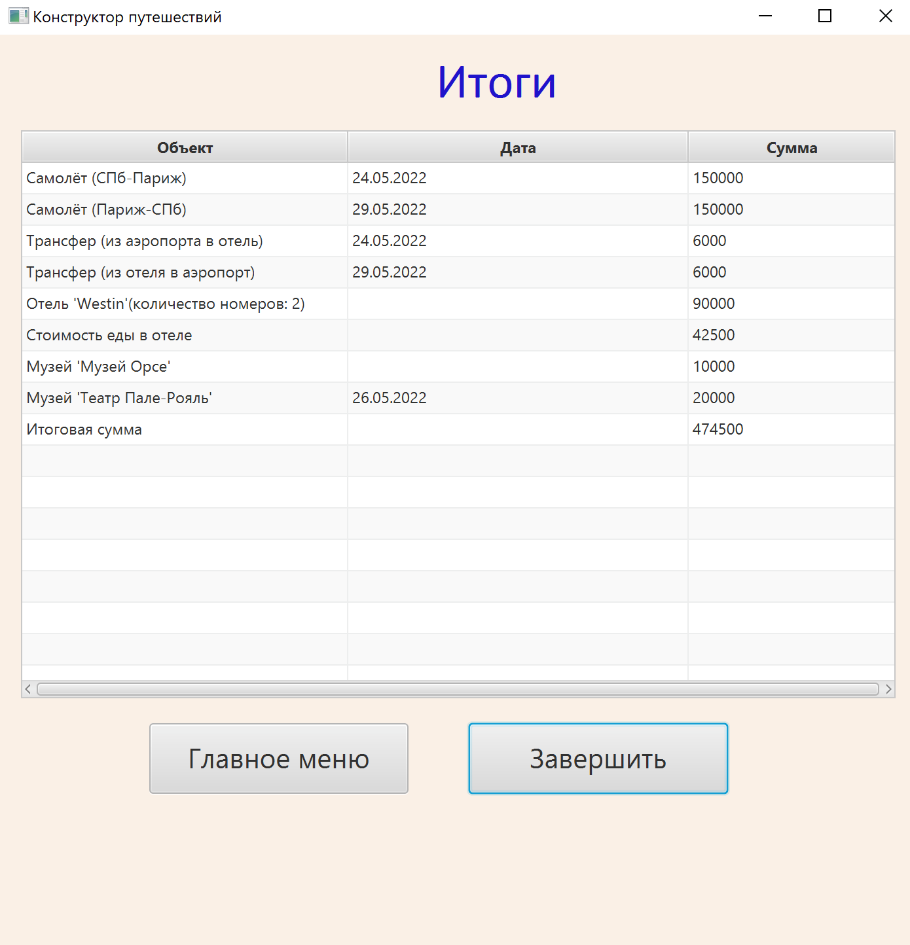 Конструктор путешествий
Итоги
Объект Дата Сумма
Самолёт (СПб-Париж) 24.05.2022 150000
Самолёт (Париж-СПб) 29.05.2022 150000
Трансфер (из аэропорта в отель) 24.05.2022 6000
Трансфер (из отеля в аэропорт) 29.05.2022 6000
Отель 'Westin'(количество номеров: 2) 90000
Стоимость еды в отеле 42500
Музей 'Музей Орсе' 10000
Музей 'Театр Пале-Рояль' 26.05.2022 20000
Итоговая сумма 474500
Главное меню Завершить